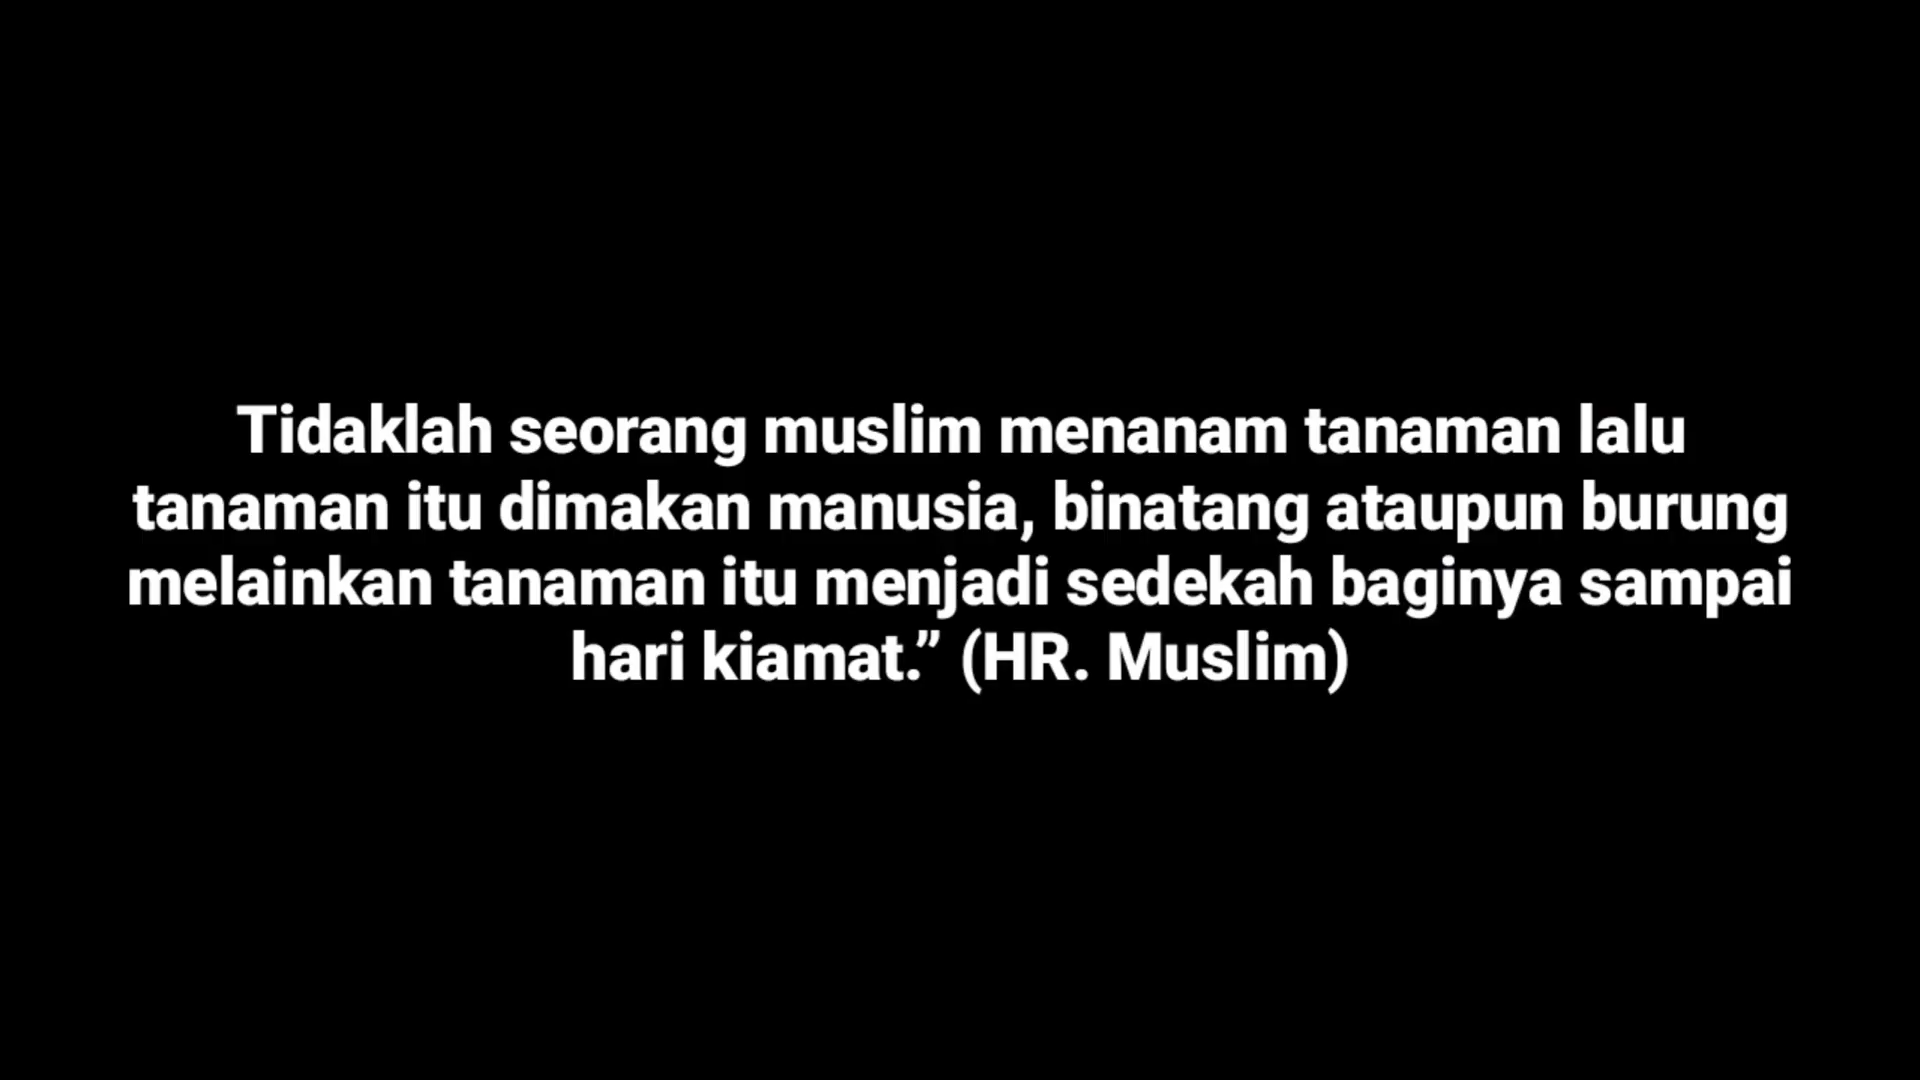 Tidaklah seorang muslim menanam tanaman lalu
tanaman itu dimakan manusia, binatang ataupun burung
melainkan tanaman itu menjadi sedekah baginya sampai
hari kiamat.” (HR. Muslim)